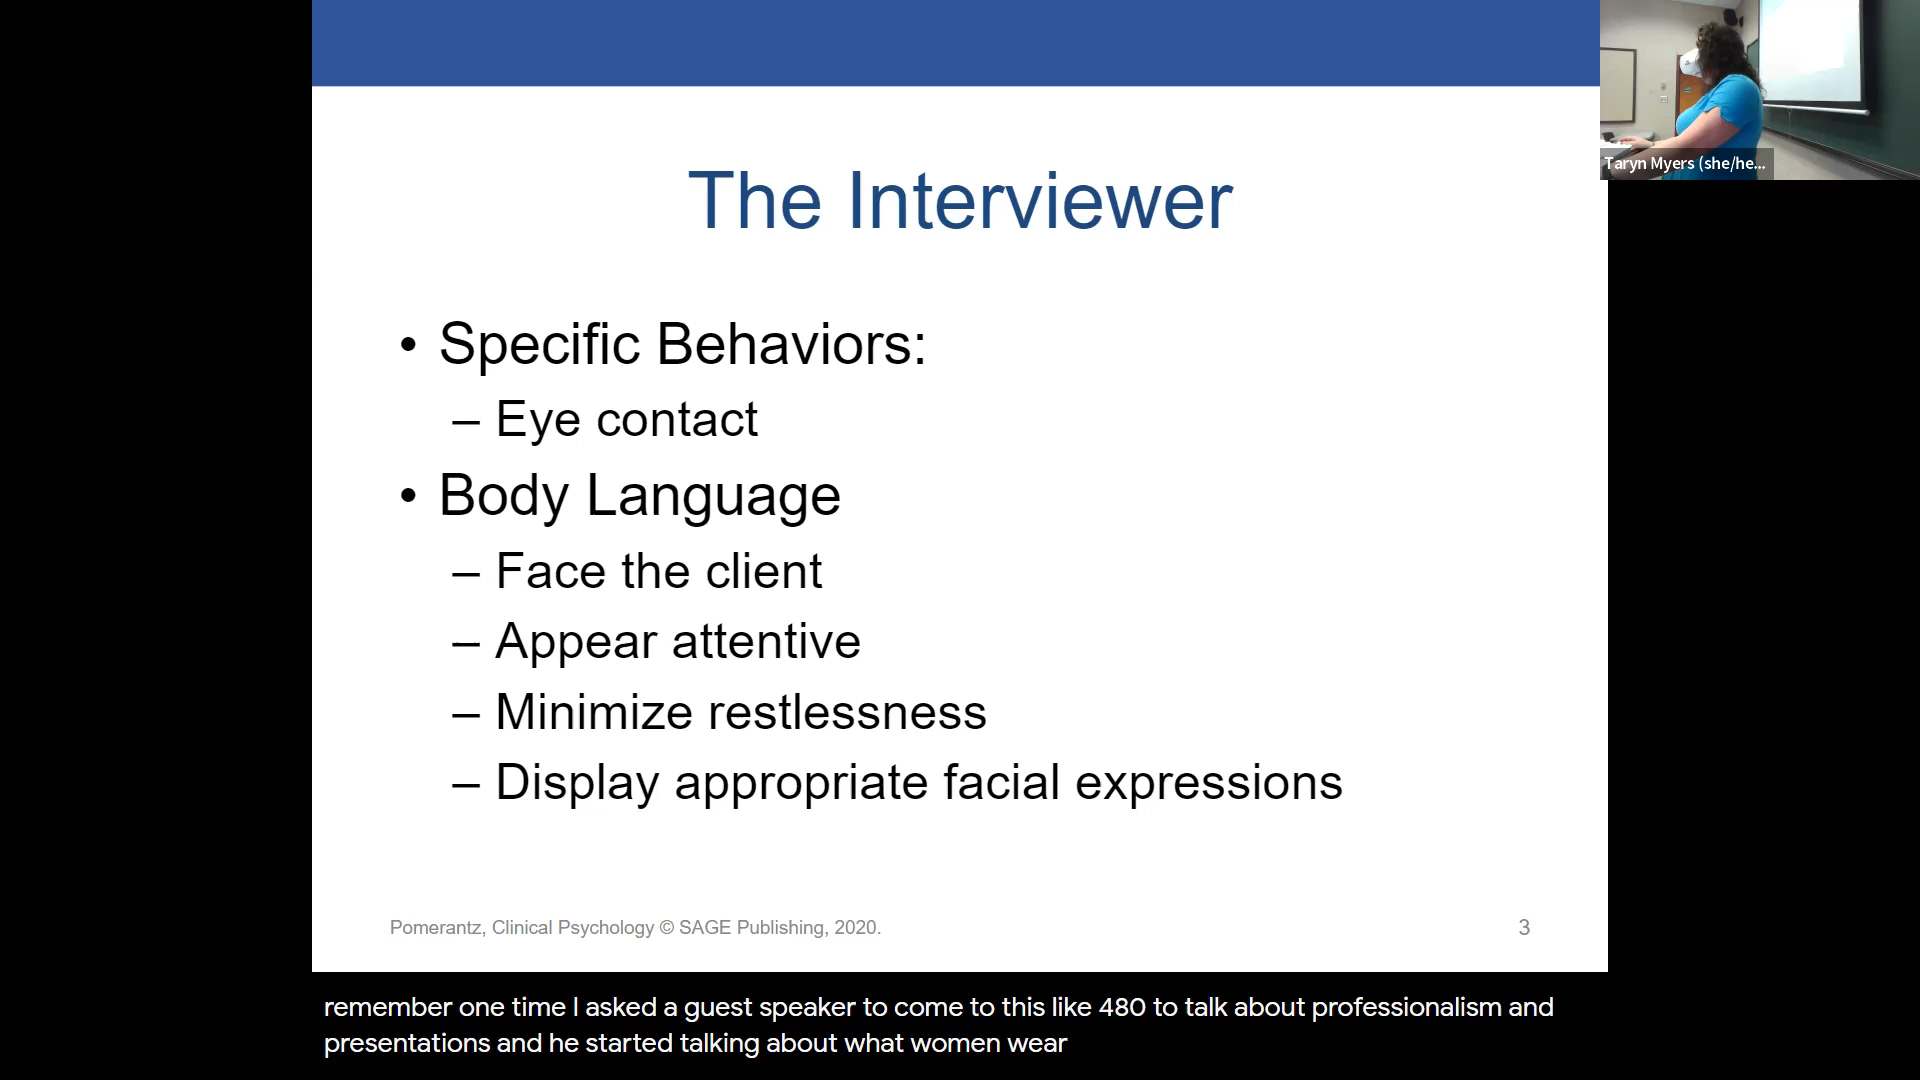 Taryn Myers (she/he...
The Interviewer
• Specific Behaviors:
– Eye contact
• Body Language
– Face the client
– Appear attentive
– Minimize restlessness
– Display appropriate facial expressions
Pomerantz, Clinical Psychology © SAGE Publishing, 2020.
3
remember one time I asked a guest speaker to come to this like 480 to talk about professionalism and
presentations and he started talking about what women wear